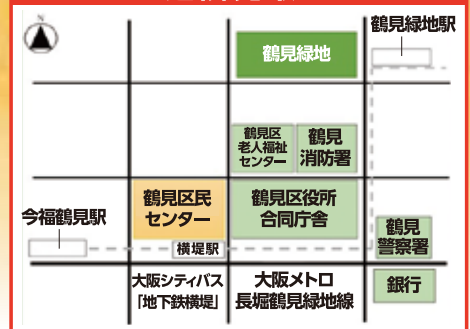 鶴見緑地駅
鶴見緑地
鶴見区
老人福祉
センター
鶴見
消防署
鶴見区民
センター
鶴見区役所
合同庁舎
今福鶴見駅
横堤駅
鶴見
警察署
大阪シティバス
「地下鉄横堤」
大阪メトロ
長堀鶴見緑地線
銀行